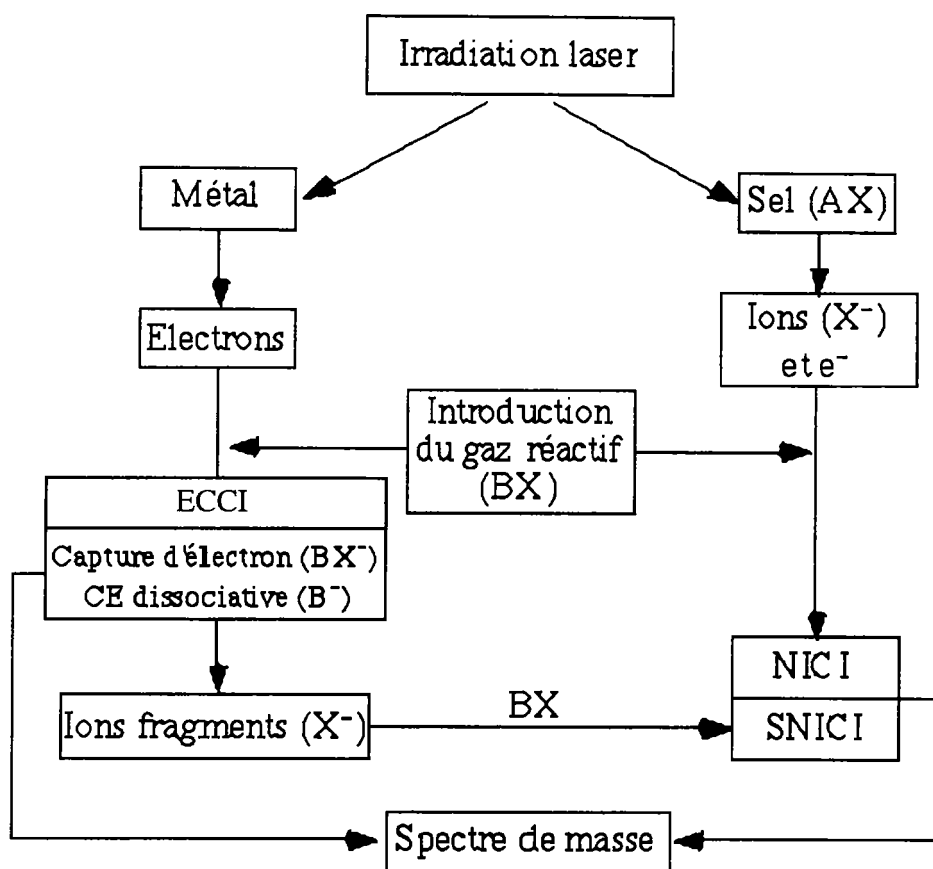 Irradiation laser
Métal
Sel (AX)
Electrons
Ions (X⁻)
et e⁻
Introduction
du gaz réactif
(BX)
ECCI
Capture d'électron (BX⁻)
CE dissociative (B⁻)
NICI
SNICI
Ions fragments (X⁻)
BX
Spectre de masse